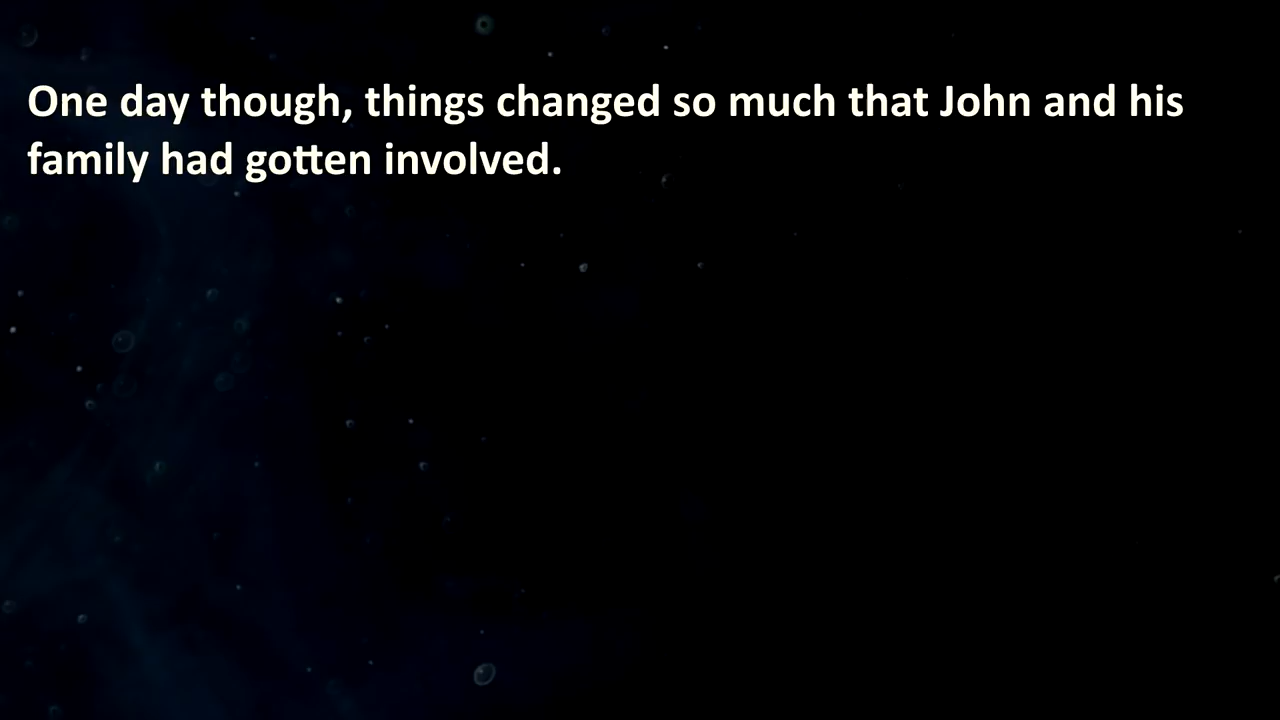 One day though, things changed so much that John and his
family had gotten involved.